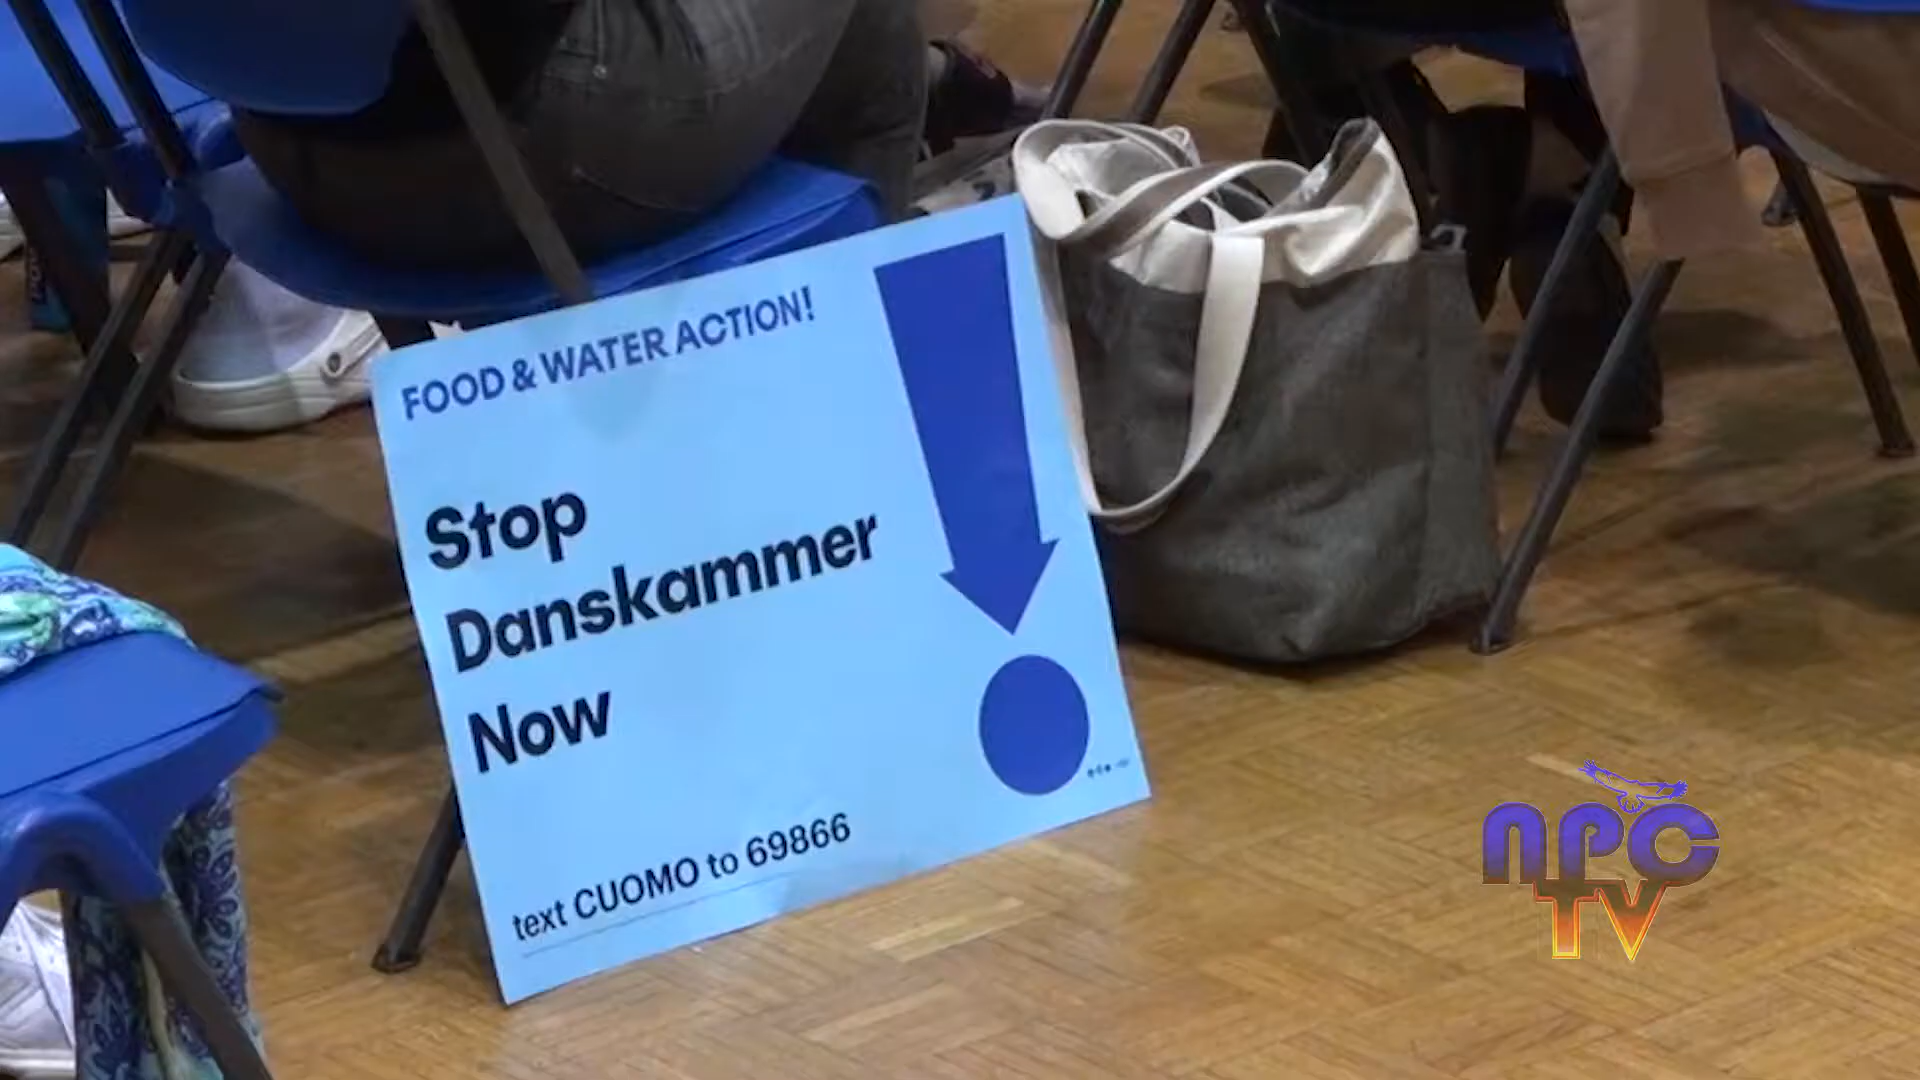 FOOD & WATER ACTION!
Stop
Danskammer
Now
text CUOMO to 69866
NPC
TV